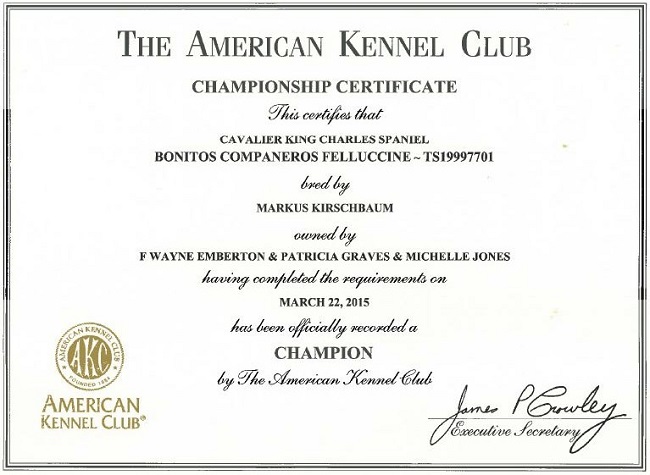 THE AMERICAN KENNEL CLUB
CHAMPIONSHIP CERTIFICATE
This certifies that
CAVALIER KING CHARLES SPANIEL
BONITOS COMPANEROS FELLUCCINE ~ TS19997701
bred by
MARKUS KIRSCHBAUM
owned by
F WAYNE EMBERTON & PATRICIA GRAVES & MICHELLE JONES
having completed the requirements on
MARCH 22, 2015
has been officially recorded a
CHAMPION
by The American Kennel Club
AMERICAN KENNEL CLUB
AKC
FOUNDED 1884
AMERICAN
KENNEL CLUB®
James P Crowley
Executive Secretary